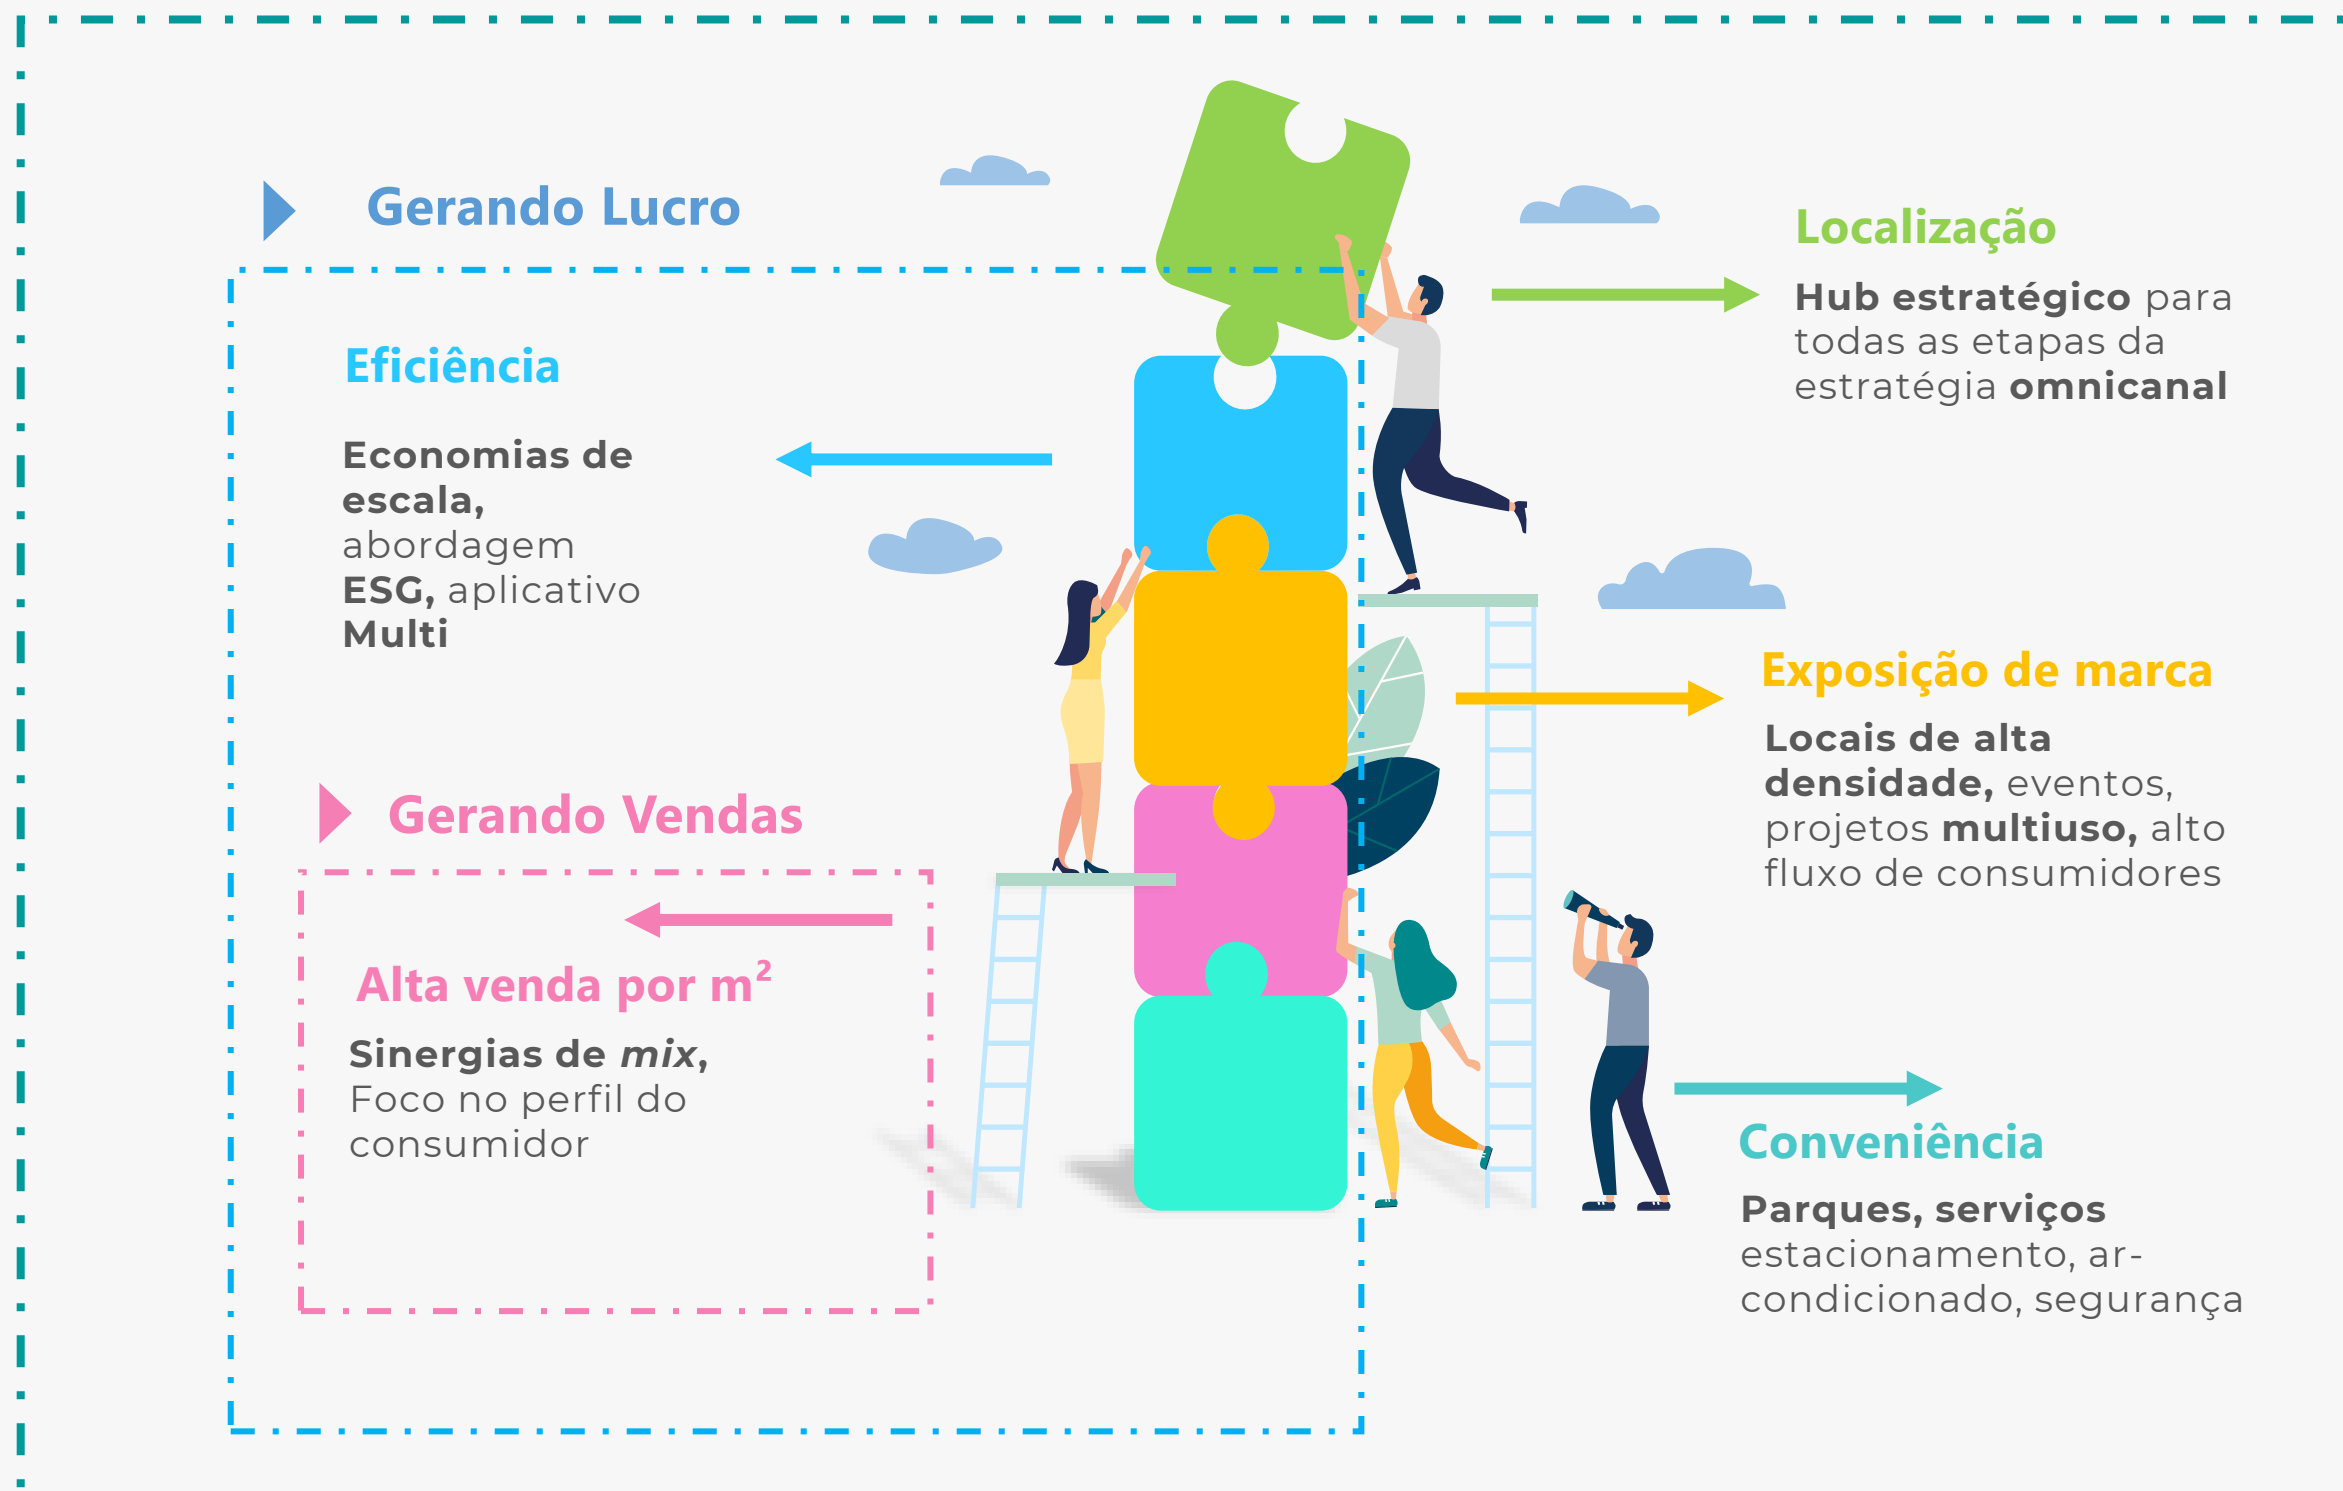 Gerando Lucro
Eficiência
Economias de
escala,
abordagem
ESG, aplicativo
Multi
Gerando Vendas
Alta venda por m²
Sinergias de mix,
Foco no perfil do
consumidor
Localização
Hub estratégico para
todas as etapas da
estratégia omnicanal
Exposição de marca
Locais de alta
densidade, eventos,
projetos multiuso, alto
fluxo de consumidores
Conveniência
Parques, serviços
estacionamento, ar-
condicionado, segurança